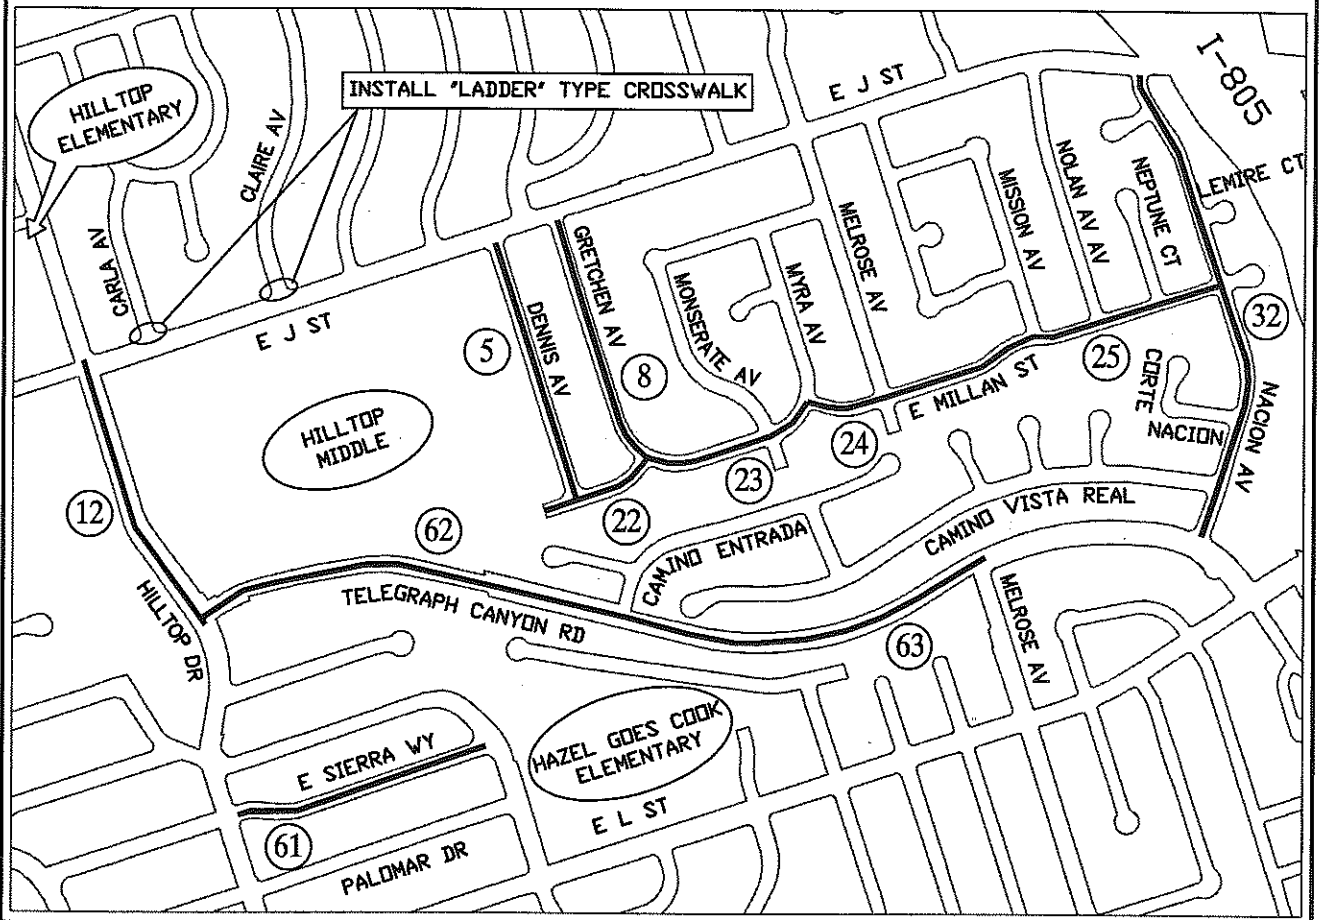 HILLTOP
ELEMENTARY
INSTALL "LADDER" TYPE CROSSWALK
I-805
E J ST
CLAIRE AV
CARLA AV
E J ST
DENNIS AV
GRETCHEN AV
MONSERATE AV
MYRA AV
MELROSE AV
MISSION AV
NOLAN AV AV
NEPTUNE CT
LEMIRE CT
5
8
32
25
HILLTOP
MIDDLE
E MILLAN ST
CORTE
NACION
NACION AV
24
23
22
12
62
CAMINO ENTRADA
CAMINO VISTA REAL
HILLTOP DR
TELEGRAPH CANYON RD
63
MELROSE AV
HAZEL GOES COOK
ELEMENTARY
E SIERRA WY
61
E L ST
PALOMAR DR